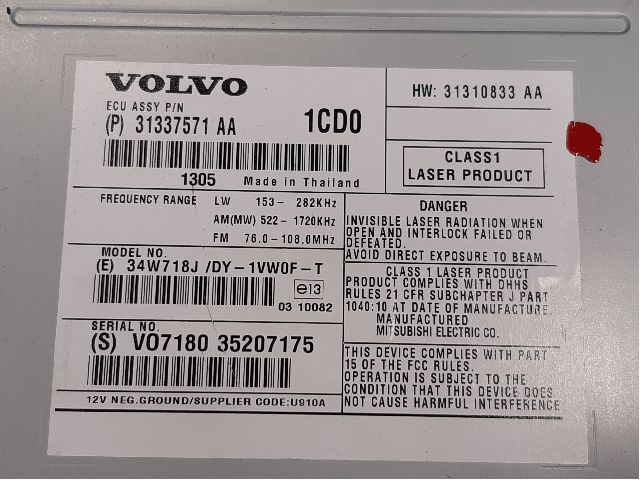 VOLVO
ECU ASSY P/N
(P) 31337571 AA
1CD0
1305 Made in Thailand
HW: 31310833 AA
CLASS1
LASER PRODUCT
FREQUENCY RANGE LW 153- 282KHz
AM(MW) 522- 1720KHz
FM 76.0-108.0MHz
MODEL NO.
(E) 34W718J /DY-1VW0F-T
e13
03 10082
SERIAL NO.
(S) VO7180 35207175
12V NEG.GROUND/SUPPLIER CODE:U910A
DANGER
INVISIBLE LASER RADIATION WHEN
OPEN AND INTERLOCK FAILED OR
DEFEATED.
AVOID DIRECT EXPOSURE TO BEAM.
CLASS 1 LASER PRODUCT
PRODUCT COMPLIES WITH DHHS
RULES 21 CFR SUBCHAPTER J PART
1040:10 AT DATE OF MANUFACTURE.
MANUFACTURED
MITSUBISHI ELECTRIC CO.
THIS DEVICE COMPLIES WITH PART
15 OF THE FCC RULES.
OPERATION IS SUBJECT TO THE
CONDITION THAT THIS DEVICE DOES
NOT CAUSE HARMFUL INTERFERENCE